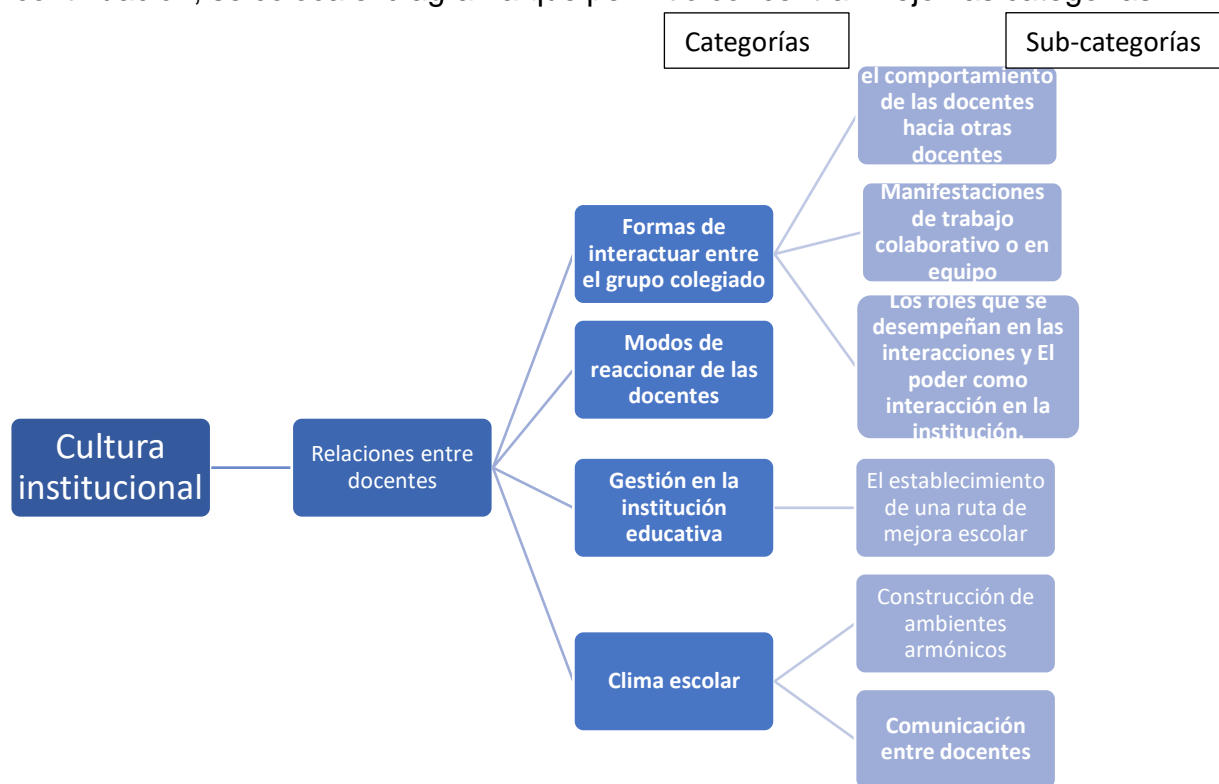 Categorías
Sub-categorías
el comportamiento
de las docentes
hacia otras
docentes
Manifestaciones
de trabajo
colaborativo o en
equipo
Los roles que se
desempeñan en las
interacciones y El
poder como
interacción en la
institución.
Formas de
interactuar entre
el grupo colegiado
Modos de
reaccionar de las
docentes
Cultura
institucional
Relaciones entre
docentes
Gestión en la
institución
educativa
El establecimiento
de una ruta de
mejora escolar
Construcción de
ambientes
armónicos
Clima escolar
Comunicación
entre docentes